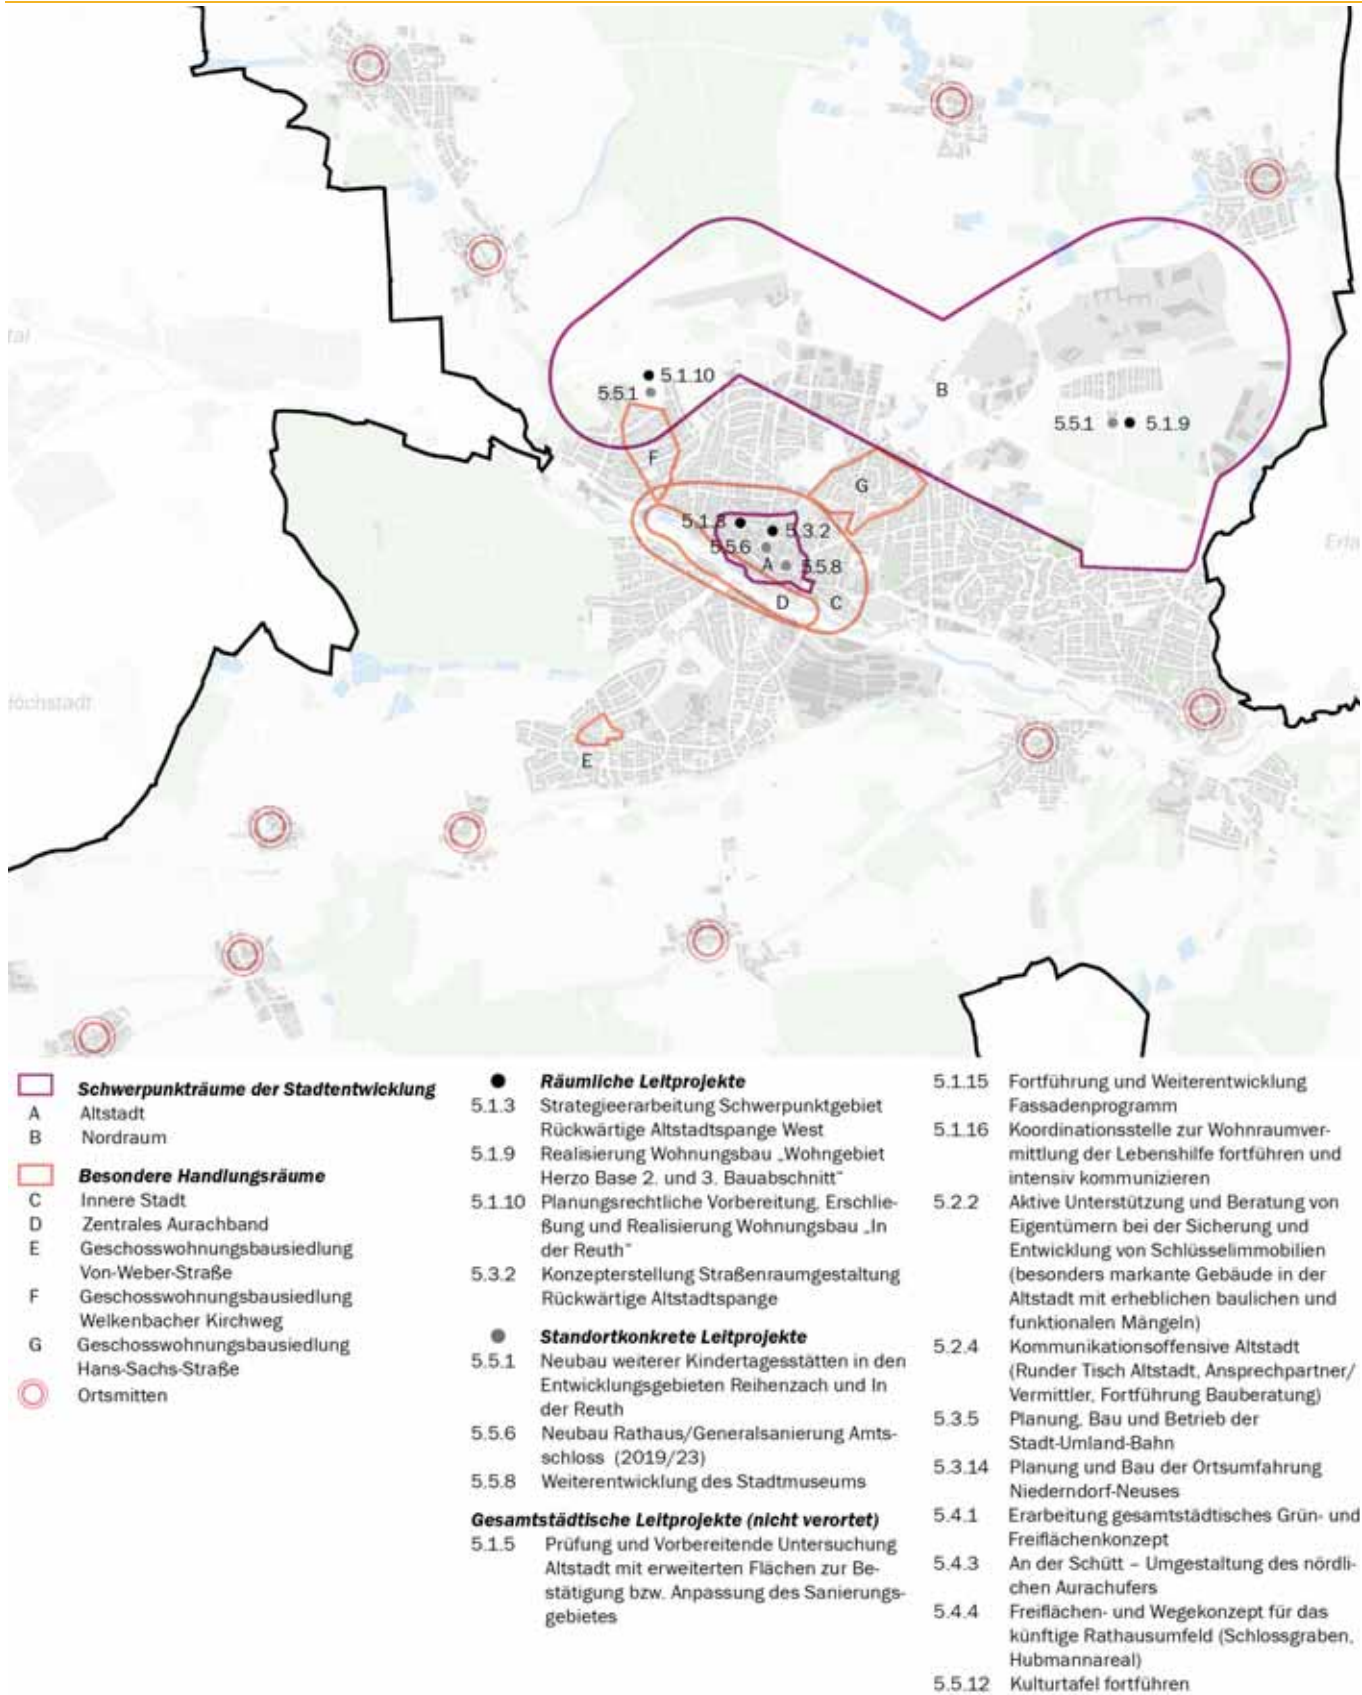 5.1.10
5.5.1
B
5.5.1
5.1.9
F
G
5.1.3
5.3.2
5.5.6
A
5.5.8
D
C
E
Höchstadt
Schwerpunkträume der Stadtentwicklung
A Altstadt
B Nordraum
Besondere Handlungsräume
C Innere Stadt
D Zentrales Aurachband
E Geschosswohnungsbausiedlung
Von-Weber-Straße
F Geschosswohnungsbausiedlung
Welkenbacher Kirchweg
G Geschosswohnungsbausiedlung
Hans-Sachs-Straße
Ortsmitten
Räumliche Leitprojekte
5.1.3 Strategieerarbeitung Schwerpunktgebiet
Rückwärtige Altstadtspange West
5.1.9 Realisierung Wohnungsbau „Wohngebiet
Herzo Base 2. und 3. Bauabschnitt“
5.1.10 Planungsrechtliche Vorbereitung, Erschlie-
ßung und Realisierung Wohnungsbau „In
der Reuth“
5.3.2 Konzepterstellung Straßenraumgestaltung
Rückwärtige Altstadtspange
Standortkonkrete Leitprojekte
5.5.1 Neubau weiterer Kindertagesstätten in den
Entwicklungsgebieten Reihenzach und In
der Reuth
5.5.6 Neubau Rathaus/Generalsanierung Amts-
schloss (2019/23)
5.5.8 Weiterentwicklung des Stadtmuseums
Gesamtstädtische Leitprojekte (nicht verortet)
5.1.5 Prüfung und Vorbereitende Untersuchung
Altstadt mit erweiterten Flächen zur Be-
stätigung bzw. Anpassung des Sanierungs-
gebietes
5.1.15 Fortführung und Weiterentwicklung
Fassadenprogramm
5.1.16 Koordinationsstelle zur Wohnraumver-
mittlung der Lebenshilfe fortführen und
intensiv kommunizieren
5.2.2 Aktive Unterstützung und Beratung von
Eigentümern bei der Sicherung und
Entwicklung von Schlüsselimmobilien
(besonders markante Gebäude in der
Altstadt mit erheblichen baulichen und
funktionalen Mängeln)
5.2.4 Kommunikationsoffensive Altstadt
(Runder Tisch Altstadt, Ansprechpartner/
Vermittler, Fortführung Bauberatung)
5.3.5 Planung, Bau und Betrieb der
Stadt-Umland-Bahn
5.3.14 Planung und Bau der Ortsumfahrung
Niederndorf-Neuses
5.4.1 Erarbeitung gesamtstädtisches Grün- und
Freiflächenkonzept
5.4.3 An der Schütt – Umgestaltung des nördli-
chen Aurachufers
5.4.4 Freiflächen- und Wegekonzept für das
künftige Rathausumfeld (Schlossgraben,
Hubmannareal)
5.5.12 Kulturtafel fortführen